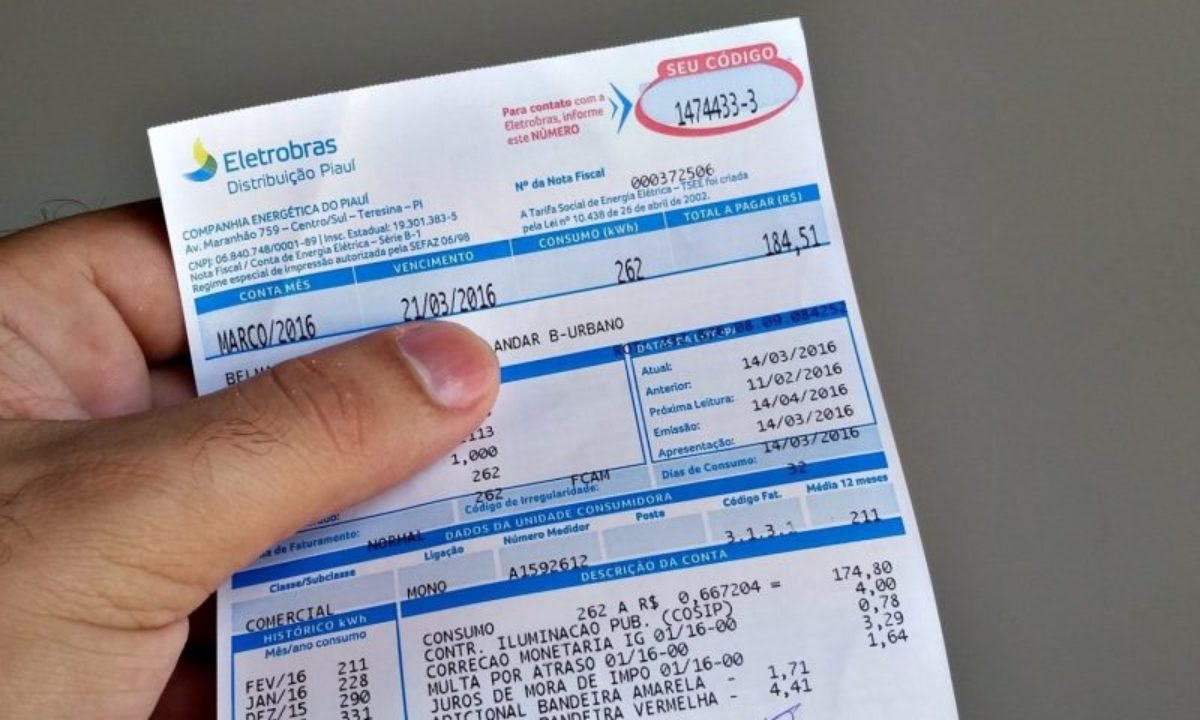 SEU CÓDIGO
Para contato com a
Eletrobras, informe
este NÚMERO
1474433-3
Eletrobras
Distribuição Piauí
Nº da Nota Fiscal 000372506
A Tarifa Social de Energia Elétrica – TSEE foi criada
pela Lei nº 10.438 de 26 de abril de 2002.
COMPANHIA ENERGÉTICA DO PIAUÍ
Av. Maranhão 759 – Centro/Sul – Teresina – PI
CNPJ: 06.840.748/0001-89 | Insc. Estadual: 19.301.383-5
Nota Fiscal / Conta de Energia Elétrica – Série B-1
Regime especial de impressão autorizada pela SEFAZ 06/98
CONTA MÊS VENCIMENTO CONSUMO (kWh) TOTAL A PAGAR (R$)
MARCO/2016 21/03/2016 262 184,51
ANDAR B-URBANO
Atual: 14/03/2016
Anterior: 11/02/2016
Próxima Leitura: 14/04/2016
Emissão: 14/03/2016
Apresentação: 14/03/2016
Dias de Consumo: 32
113
1,000
262
262 FCAM
Código de Irregularidade:
de Faturamento: NORMAL
DADOS DA UNIDADE CONSUMIDORA
Classe/Subclasse Ligação Número Medidor Poste Código Fat. Média 12 meses
COMERCIAL MONO A1592612 3.1.3.1 211
HISTÓRICO kWh
Mês/ano consumo
FEV/16 211
JAN/16 228
DEZ/15 290
331
DESCRIÇÃO DA CONTA
CONSUMO 262 A R$ 0,667204 = 174,80
CONTR. ILUMINACAO PUB. (COSIP) 4,00
CORRECAO MONETARIA IG 01/16-00 0,78
MULTA POR ATRASO 01/16-00 3,29
JUROS DE MORA DE IMPO 01/16-00 1,64
ADICIONAL BANDEIRA AMARELA - 1,71
BANDEIRA VERMELHA - 4,41